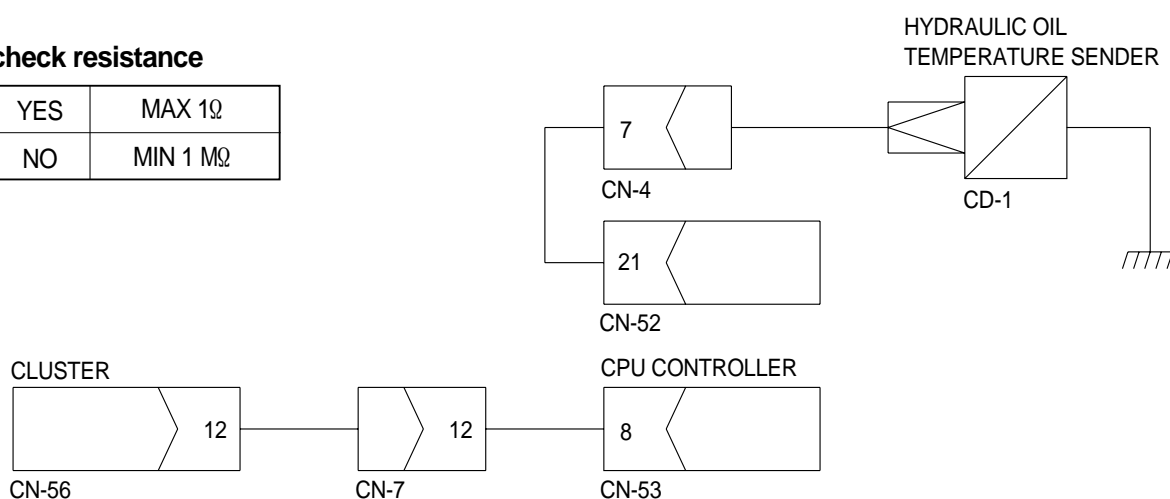 check resistance
YES MAX 1Ω
NO MIN 1 MΩ
HYDRAULIC OIL
TEMPERATURE SENDER
7
CN-4
CD-1
21
CN-52
CLUSTER
CPU CONTROLLER
12
12
8
CN-56
CN-7
CN-53